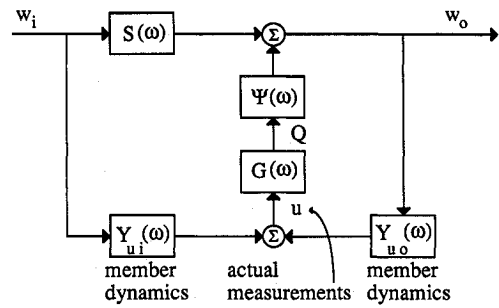 w_i
w_o
S(ω)
Σ
Ψ(ω)
Q
G(ω)
u
Y_ui(ω)
Σ
Y_uo(ω)
member dynamics
actual measurements
member dynamics